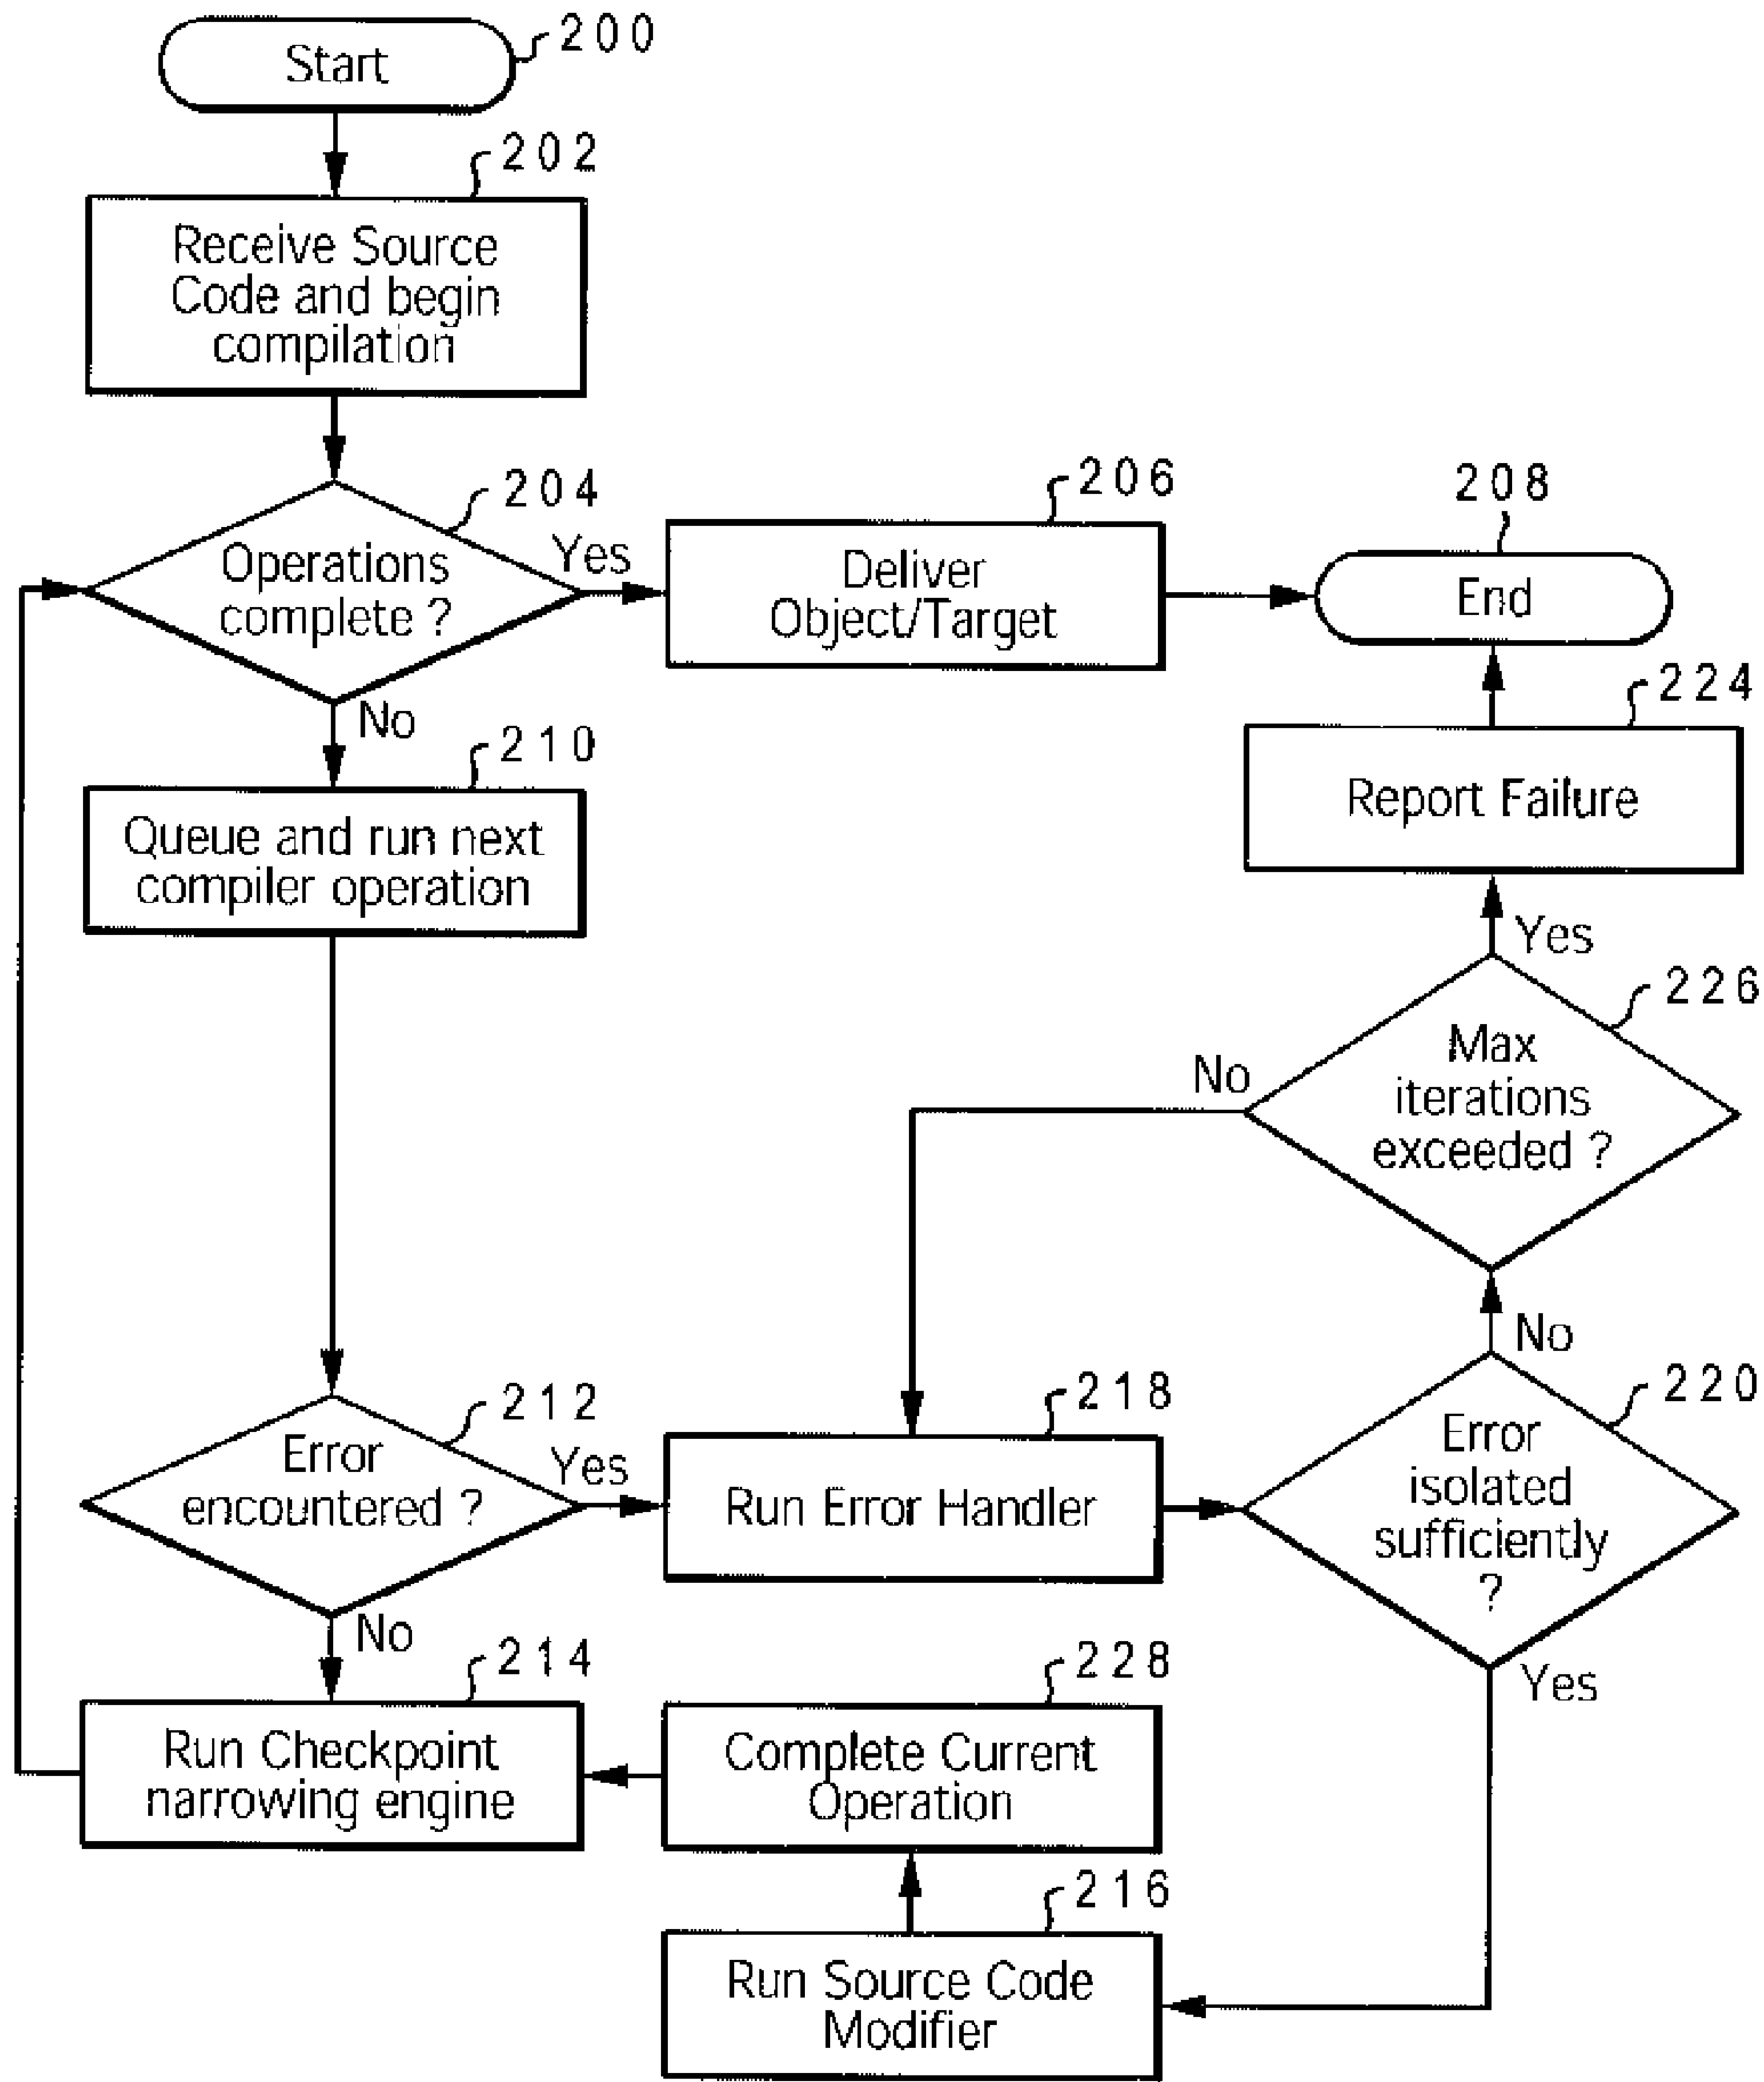 Start
200
202
Receive Source
Code and begin
compilation
204
Operations
complete ?
Yes
No
206
Deliver
Object/Target
208
End
224
Report Failure
210
Queue and run next
compiler operation
Yes
226
Max
iterations
exceeded ?
No
No
212
Error
encountered ?
Yes
No
218
Run Error Handler
220
Error
isolated
sufficiently
?
Yes
214
Run Checkpoint
narrowing engine
228
Complete Current
Operation
216
Run Source Code
Modifier